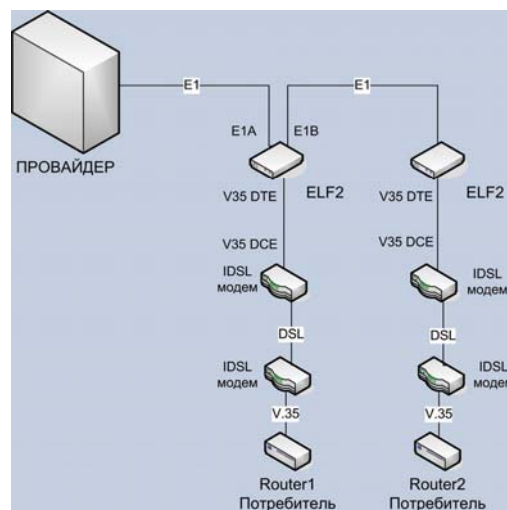 E1
E1
E1A
E1B
ПРОВАЙДЕР
V35 DTE
ELF2
V35 DTE
ELF2
V35 DCE
V35 DCE
IDSL
модем
IDSL
модем
DSL
DSL
IDSL
модем
IDSL
модем
V.35
V.35
Router1
Потребитель
Router2
Потребитель